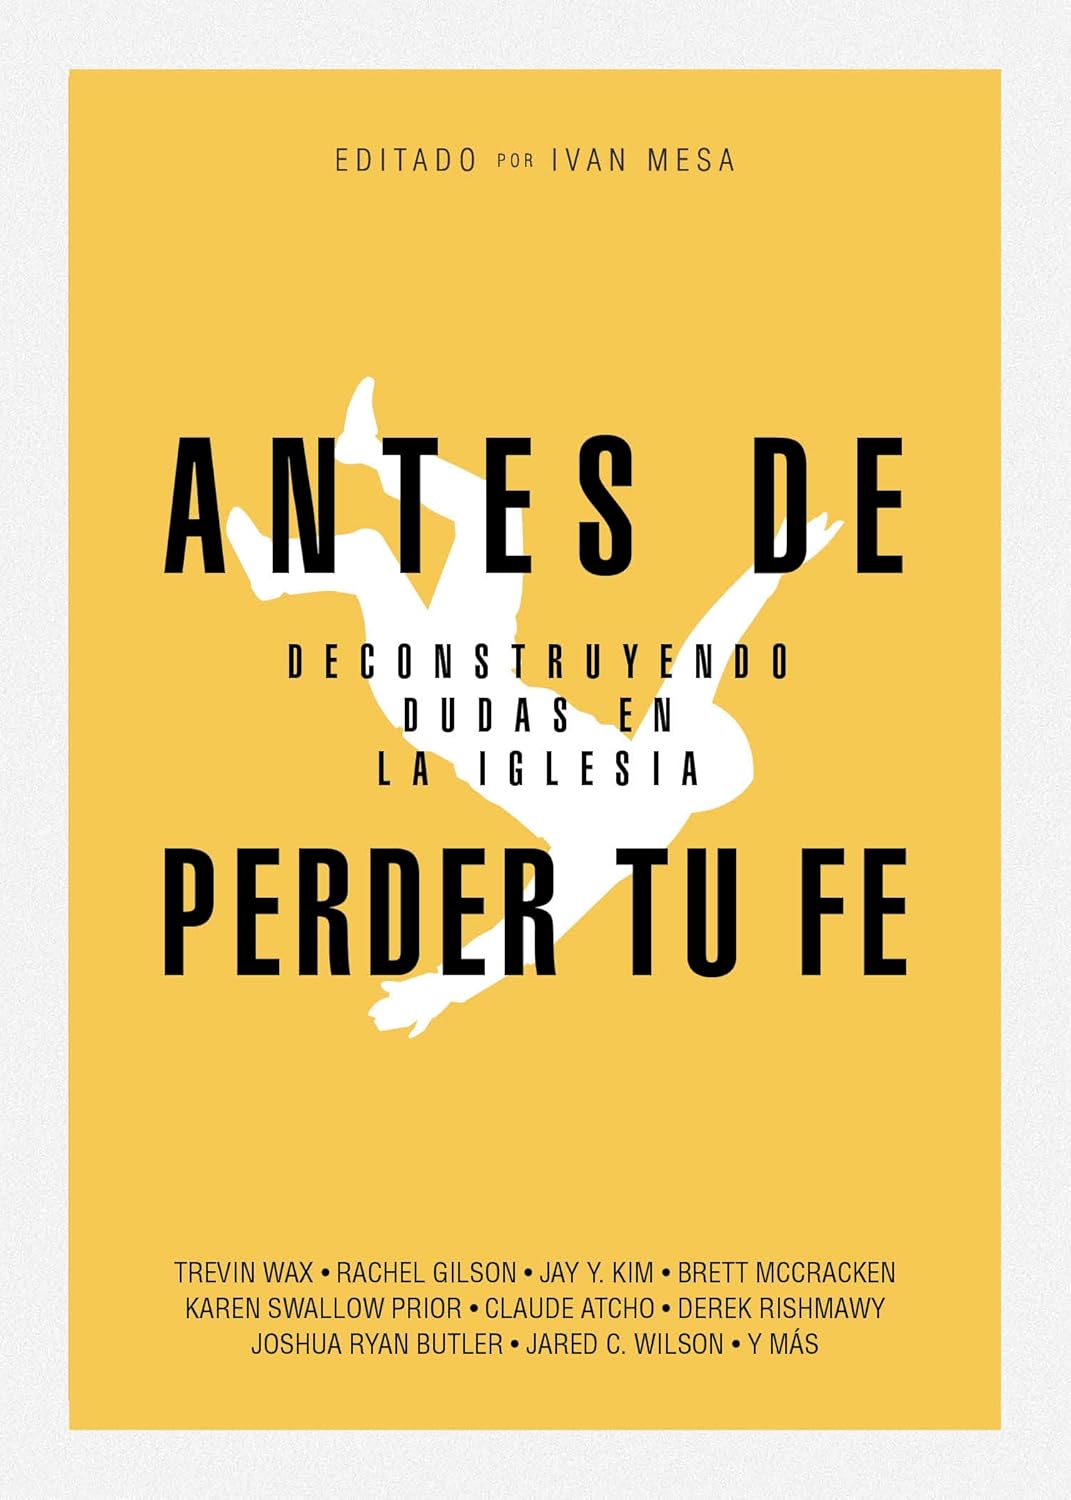 EDITADO POR IVAN MESA
ANTES DE
DECONSTRUYENDO
DUDAS EN
LA IGLESIA
PERDER TU FE
TREVIN WAX • RACHEL GILSON • JAY Y. KIM • BRETT MCCRACKEN
KAREN SWALLOW PRIOR • CLAUDE ATCHO • DEREK RISHMAWY
JOSHUA RYAN BUTLER • JARED C. WILSON • Y MÁS